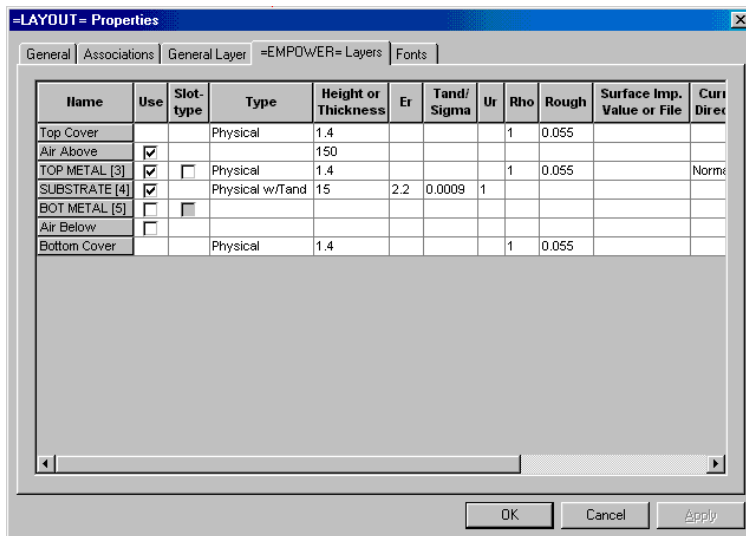 =LAYOUT= Properties
General Associations General Layer =EMPOWER= Layers Fonts
Name Use Slot-type Type Height or Thickness Er Tand/Sigma Ur Rho Rough Surface Imp. Value or File Curr Direc
Top Cover Physical 1.4 1 0.055
Air Above 150
TOP METAL [3] Physical 1.4 1 0.055 Norma
SUBSTRATE [4] Physical w/Tand 15 2.2 0.0009 1
BOT METAL [5]
Air Below
Bottom Cover Physical 1.4 1 0.055
OK Cancel Apply